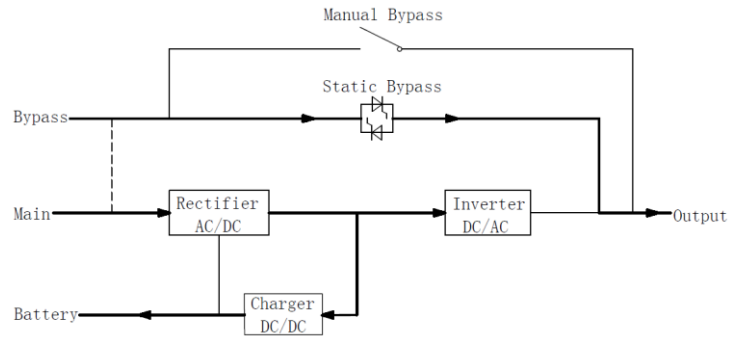 Manual Bypass
Static Bypass
Bypass
Main
Rectifier
AC/DC
Inverter
DC/AC
Output
Battery
Charger
DC/DC